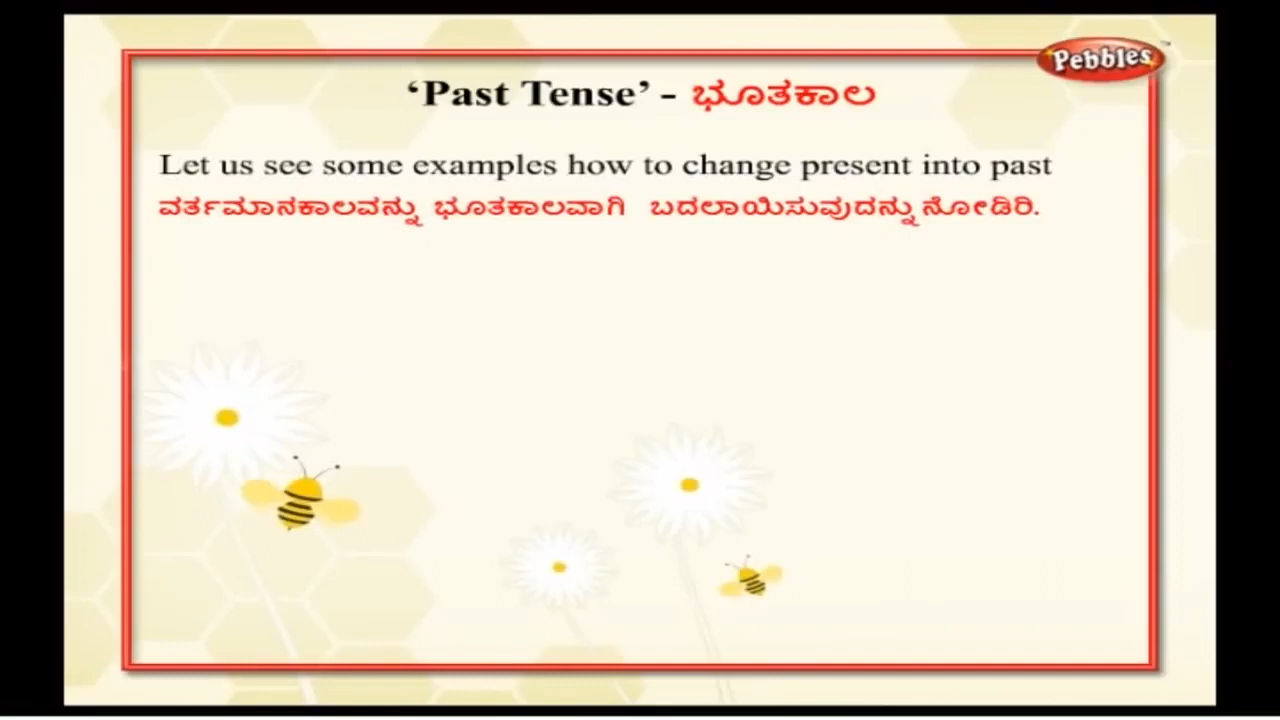 Pebbles™
‘Past Tense’ - ಭೂತಕಾಲ
Let us see some examples how to change present into past
ವರ್ತಮಾನಕಾಲವನ್ನು ಭೂತಕಾಲವಾಗಿ ಬದಲಾಯಿಸುವುದನ್ನು ನೋಡಿರಿ.